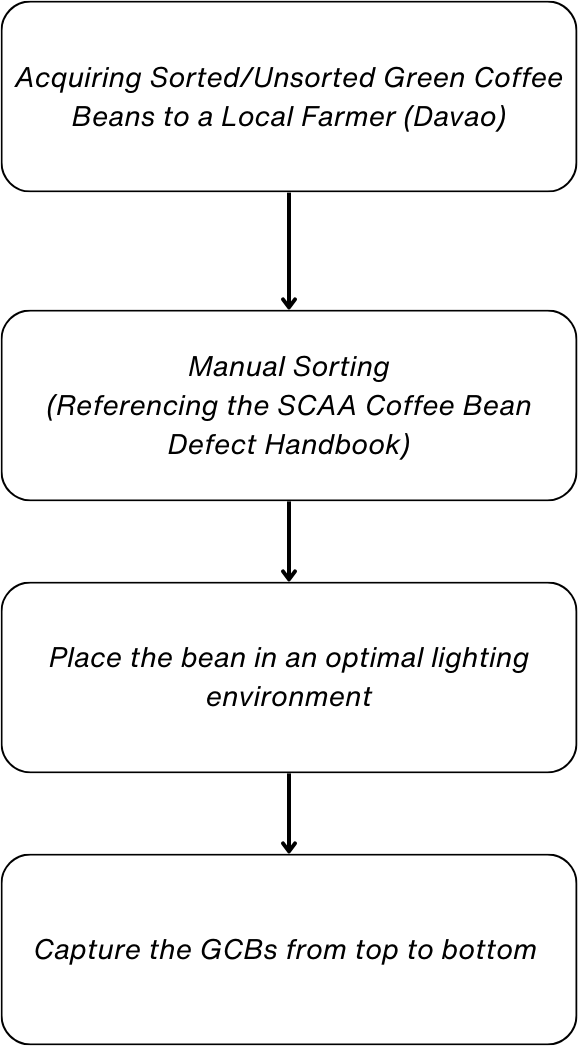 Acquiring Sorted/Unsorted Green Coffee
Beans to a Local Farmer (Davao)
Manual Sorting
(Referencing the SCAA Coffee Bean
Defect Handbook)
Place the bean in an optimal lighting
environment
Capture the GCBs from top to bottom